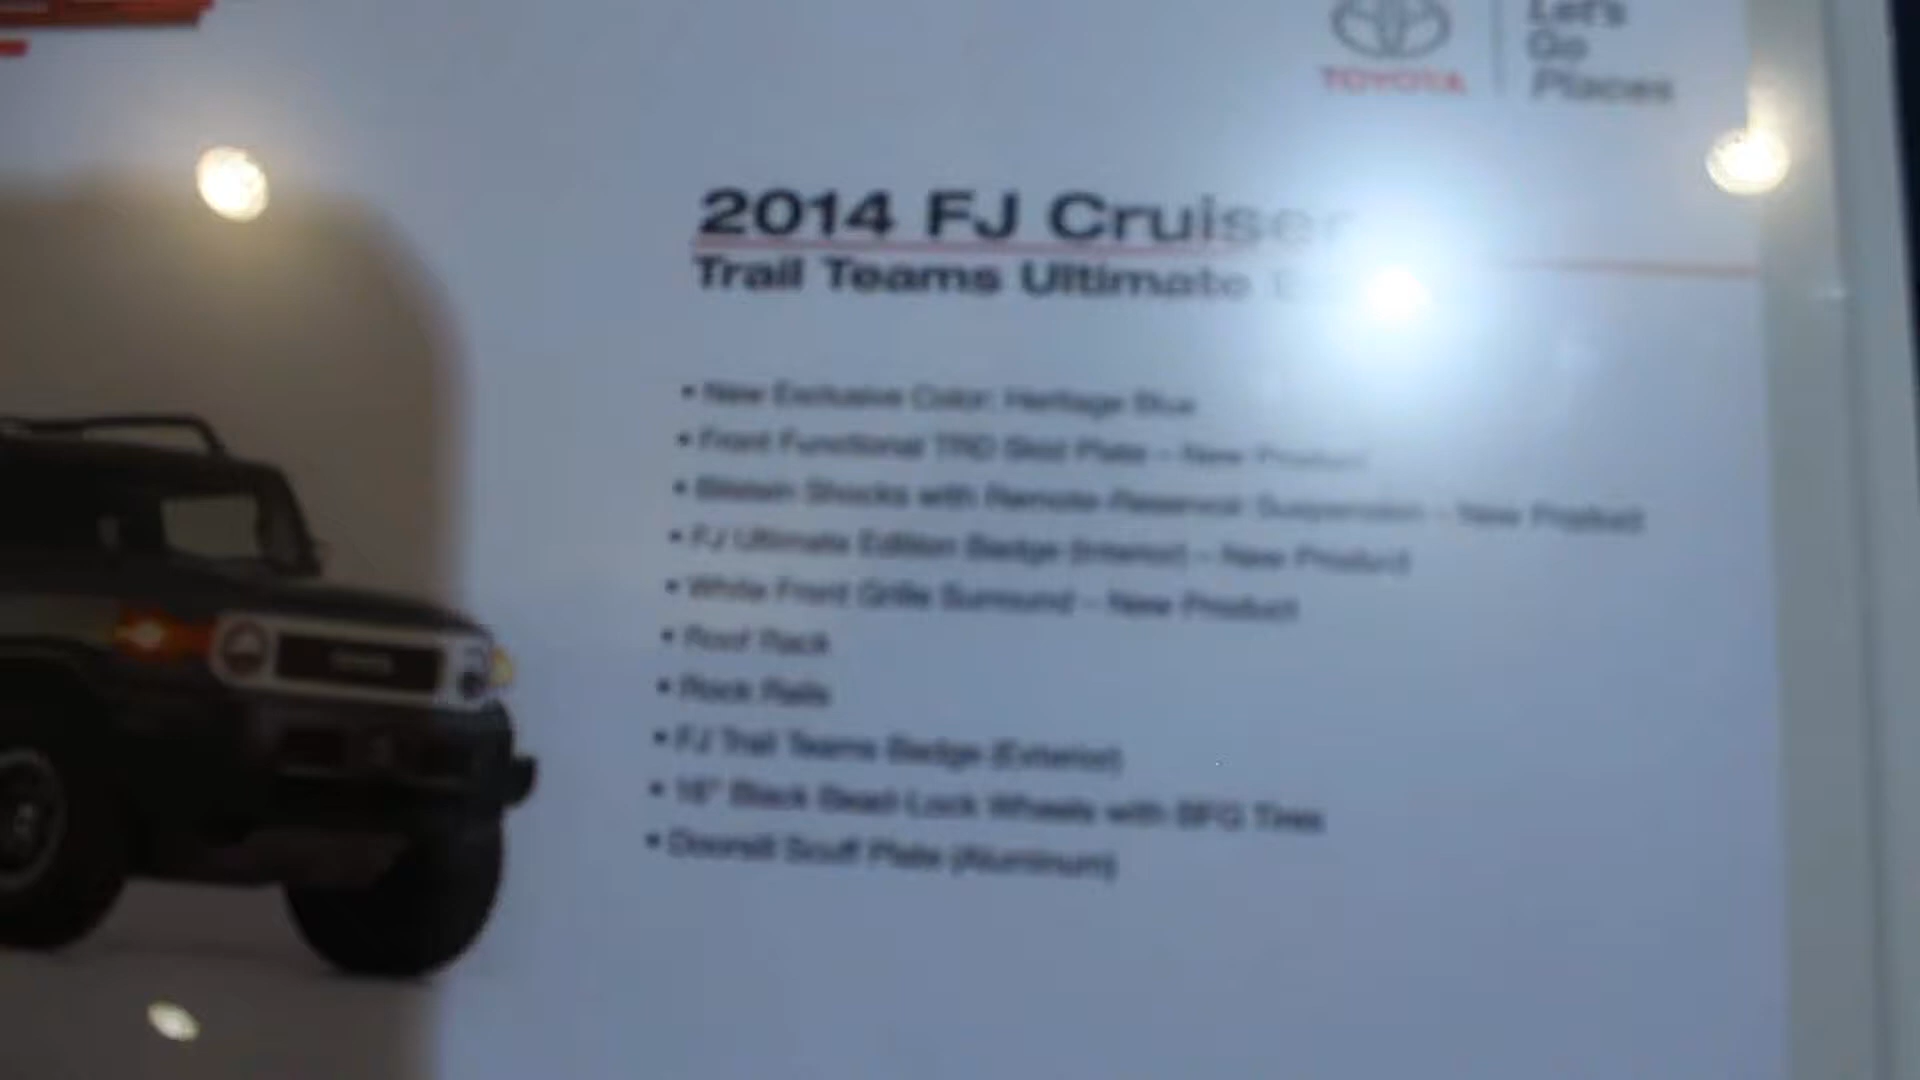 TOYOTA
Let's
Go
Places
2014 FJ Cruiser
Trail Teams Ultimate
• New Exclusive Color: Heritage Blue
• Front Functional TRD Skid Plate – New Product
• Bilstein Shocks with Remote-Reservoir Suspension – New Product
• FJ Ultimate Edition Badge (Interior) – New Product
• White Front Grille Surround – New Product
• Roof Rack
• Rock Rails
• FJ Trail Teams Badge (Exterior)
• 16" Black Bead-Lock Wheels with BFG Tires
• Doorsill Scuff Plate (Aluminum)